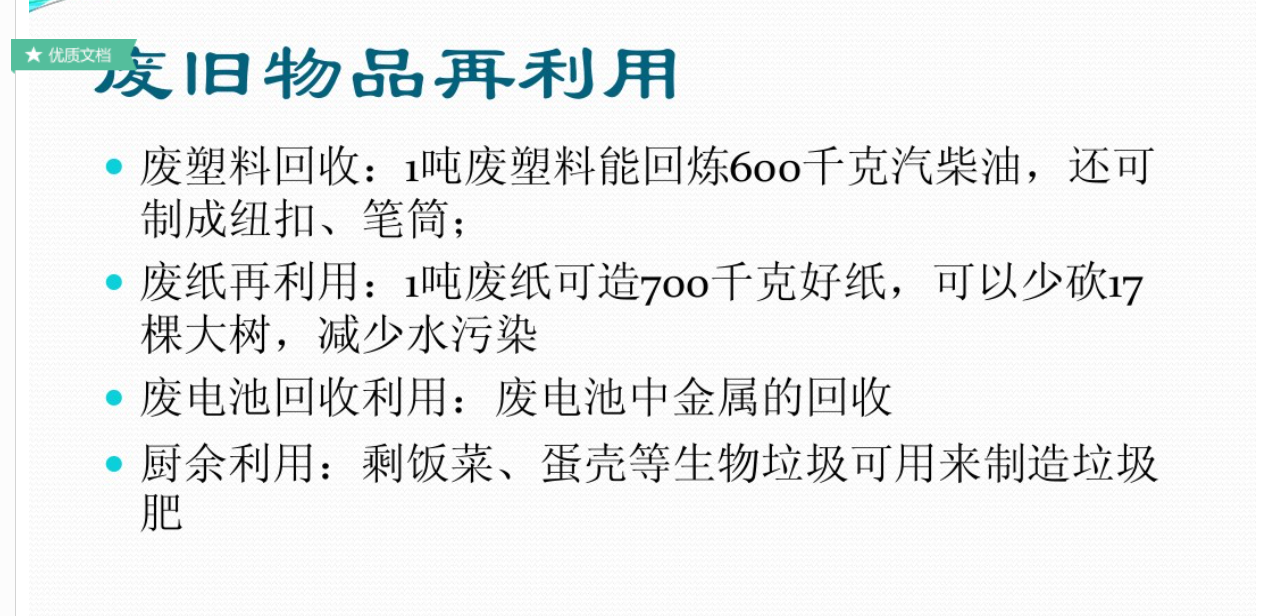 优质文档
废旧物品再利用
废塑料回收：1吨废塑料能回炼600千克汽柴油，还可
制成纽扣、笔筒；
废纸再利用：1吨废纸可造700千克好纸，可以少砍17
棵大树，减少水污染
废电池回收利用：废电池中金属的回收
厨余利用：剩饭菜、蛋壳等生物垃圾可用来制造垃圾
肥